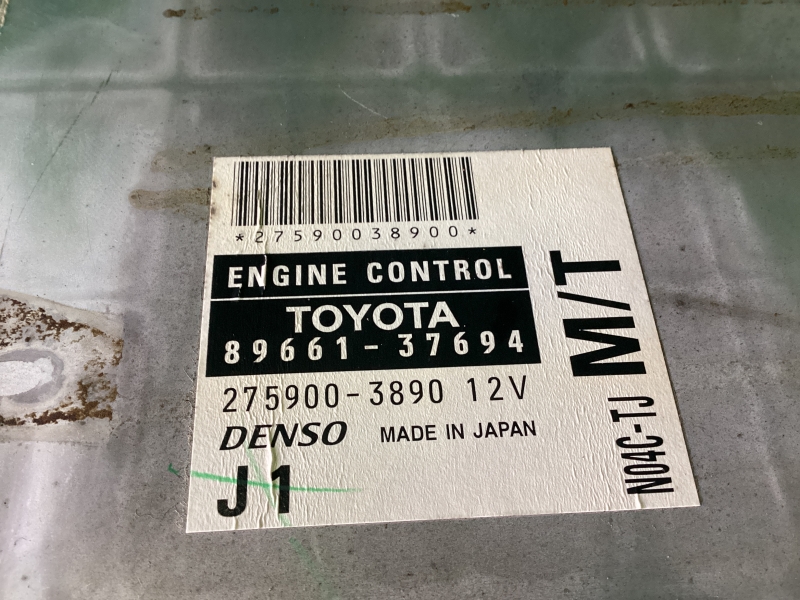 *27590038900*
ENGINE CONTROL
TOYOTA
89661-37694
275900-3890 12V
DENSO MADE IN JAPAN
J1
M/T
N04C-TJ